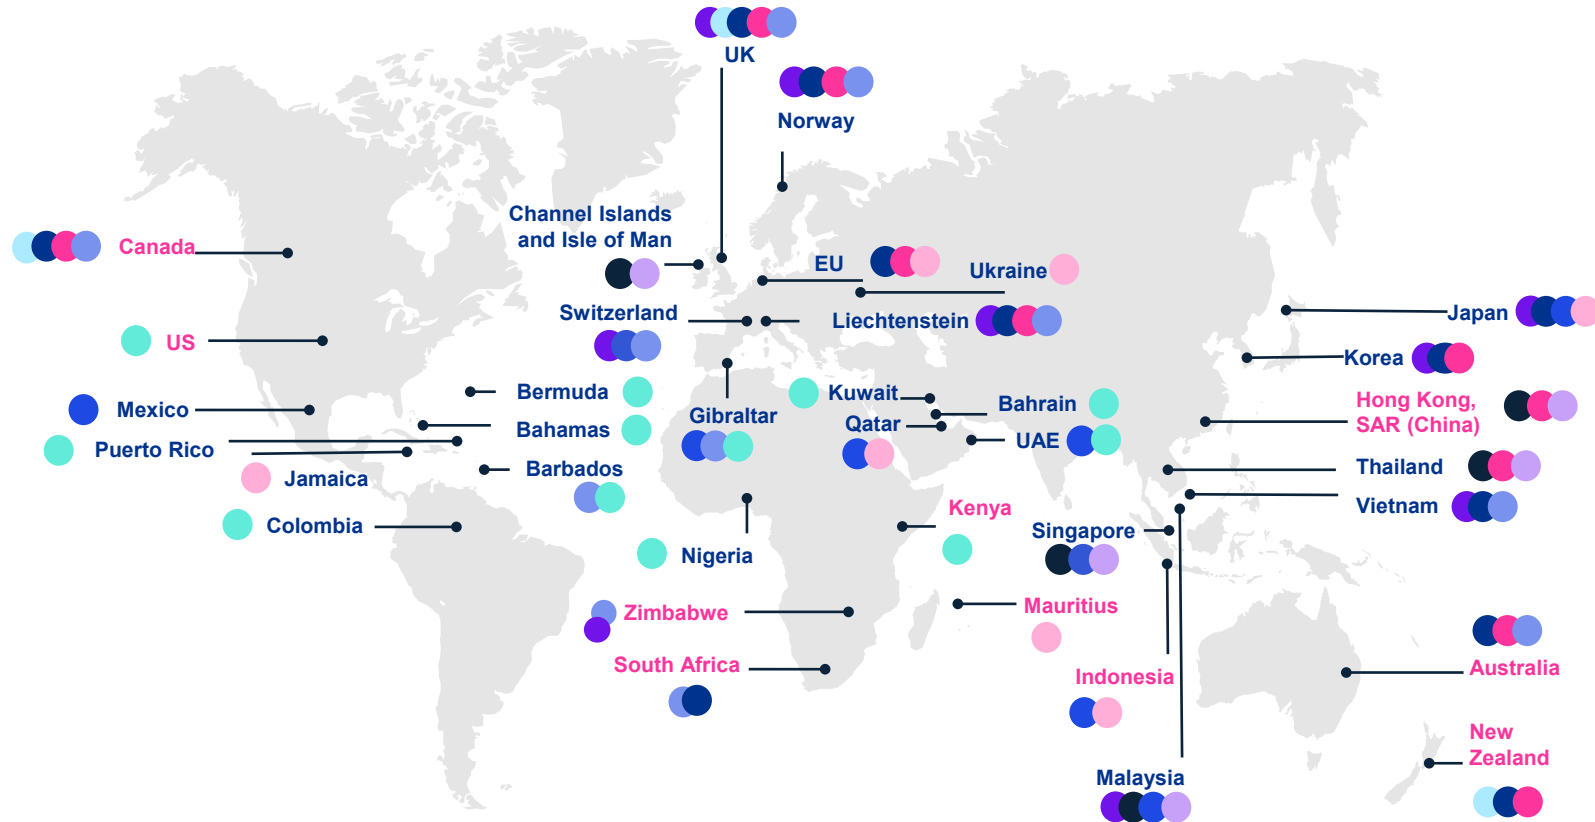 UK
Norway
Channel Islands
and Isle of Man
Canada
EU
Ukraine
Switzerland
Liechtenstein
Japan
US
Korea
Bermuda
Kuwait
Bahrain
Hong Kong,
SAR (China)
Mexico
Gibraltar
Qatar
Bahamas
UAE
Puerto Rico
Barbados
Thailand
Jamaica
Vietnam
Colombia
Kenya
Singapore
Nigeria
Zimbabwe
Mauritius
South Africa
Indonesia
Australia
New
Zealand
Malaysia